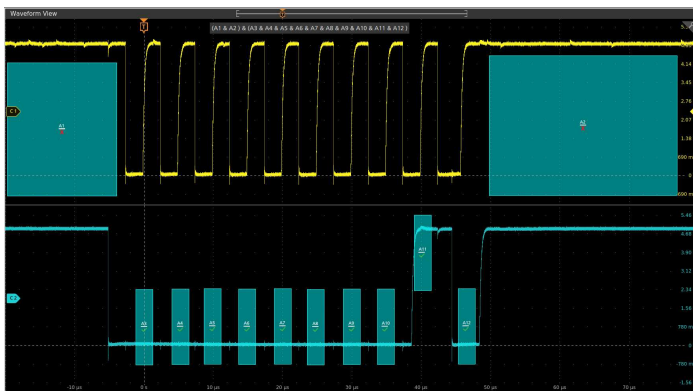 Waveform View
T
T
(A1 & A2 ) & (A3 & A4 & A5 & A6 & A7 & A8 & A9 & A10 & A11 & A12 )
4.14
3.45
2.76
2.07
1.38
690 m
0
-690 m
C1
A1
A2
5.46
4.68
3.90
3.12
2.34
1.56
780 m
0
-780 m
-1.56
C2
A11
A3
A4
A5
A6
A7
A8
A9
A10
A12
-10 µs
0 s
10 µs
20 µs
30 µs
40 µs
50 µs
60 µs
70 µs